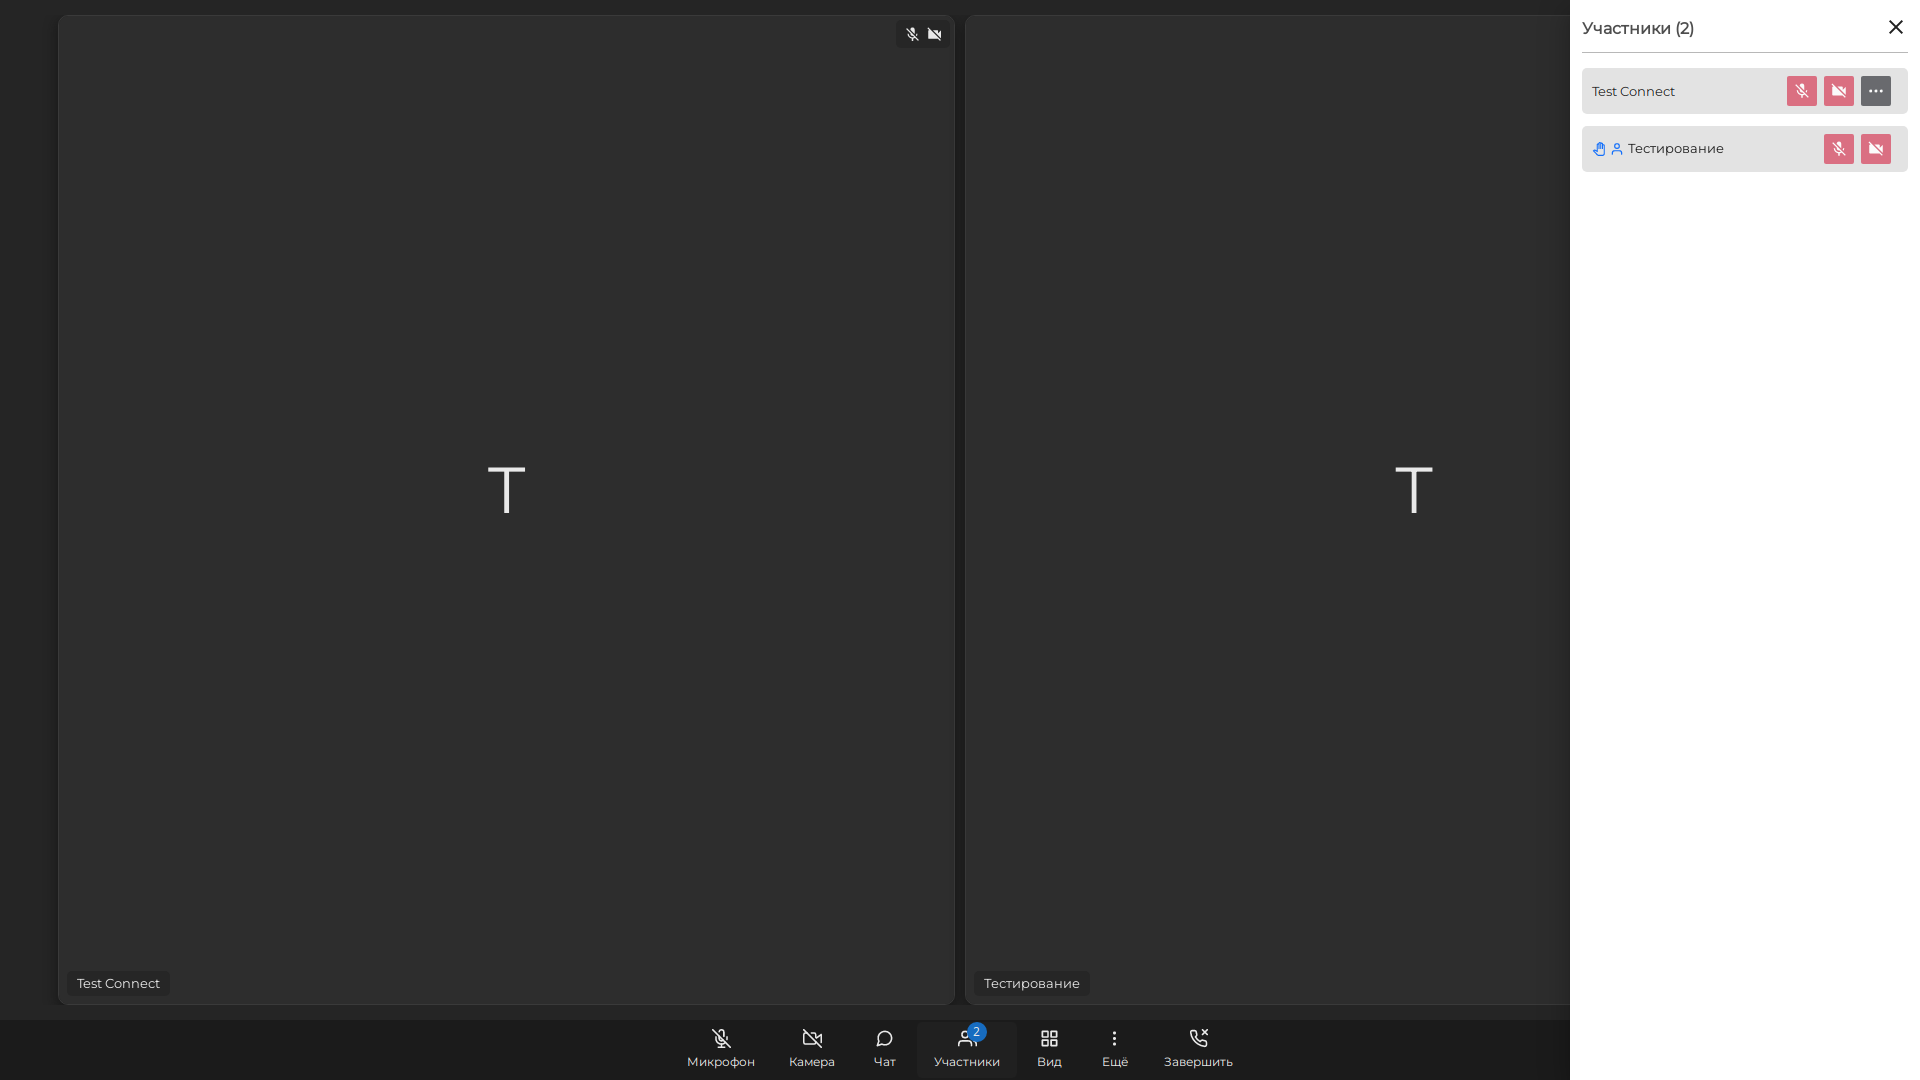 Участники (2)
Test Connect
Тестирование
T
T
Test Connect
Тестирование
2
Микрофон
Камера
Чат
Участники
Вид
Ещё
Завершить